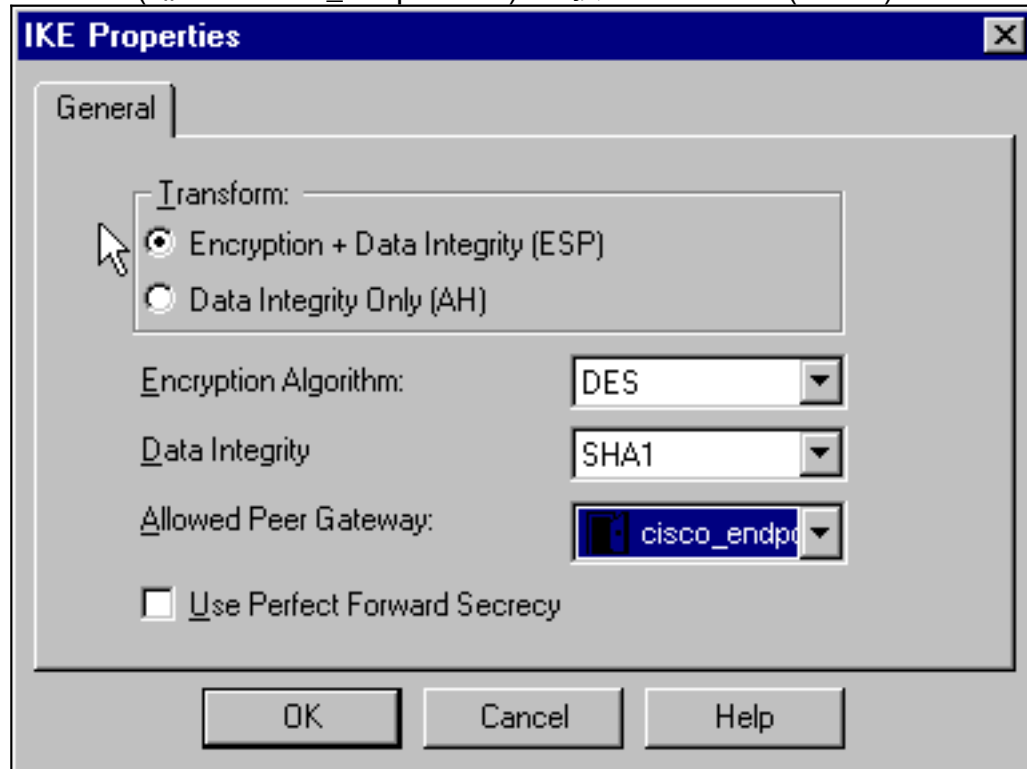 IKE Properties
General
Transform:
Encryption + Data Integrity (ESP)
Data Integrity Only (AH)
Encryption Algorithm:
DES
Data Integrity
SHA1
Allowed Peer Gateway:
cisco_endpo
Use Perfect Forward Secrecy
OK
Cancel
Help